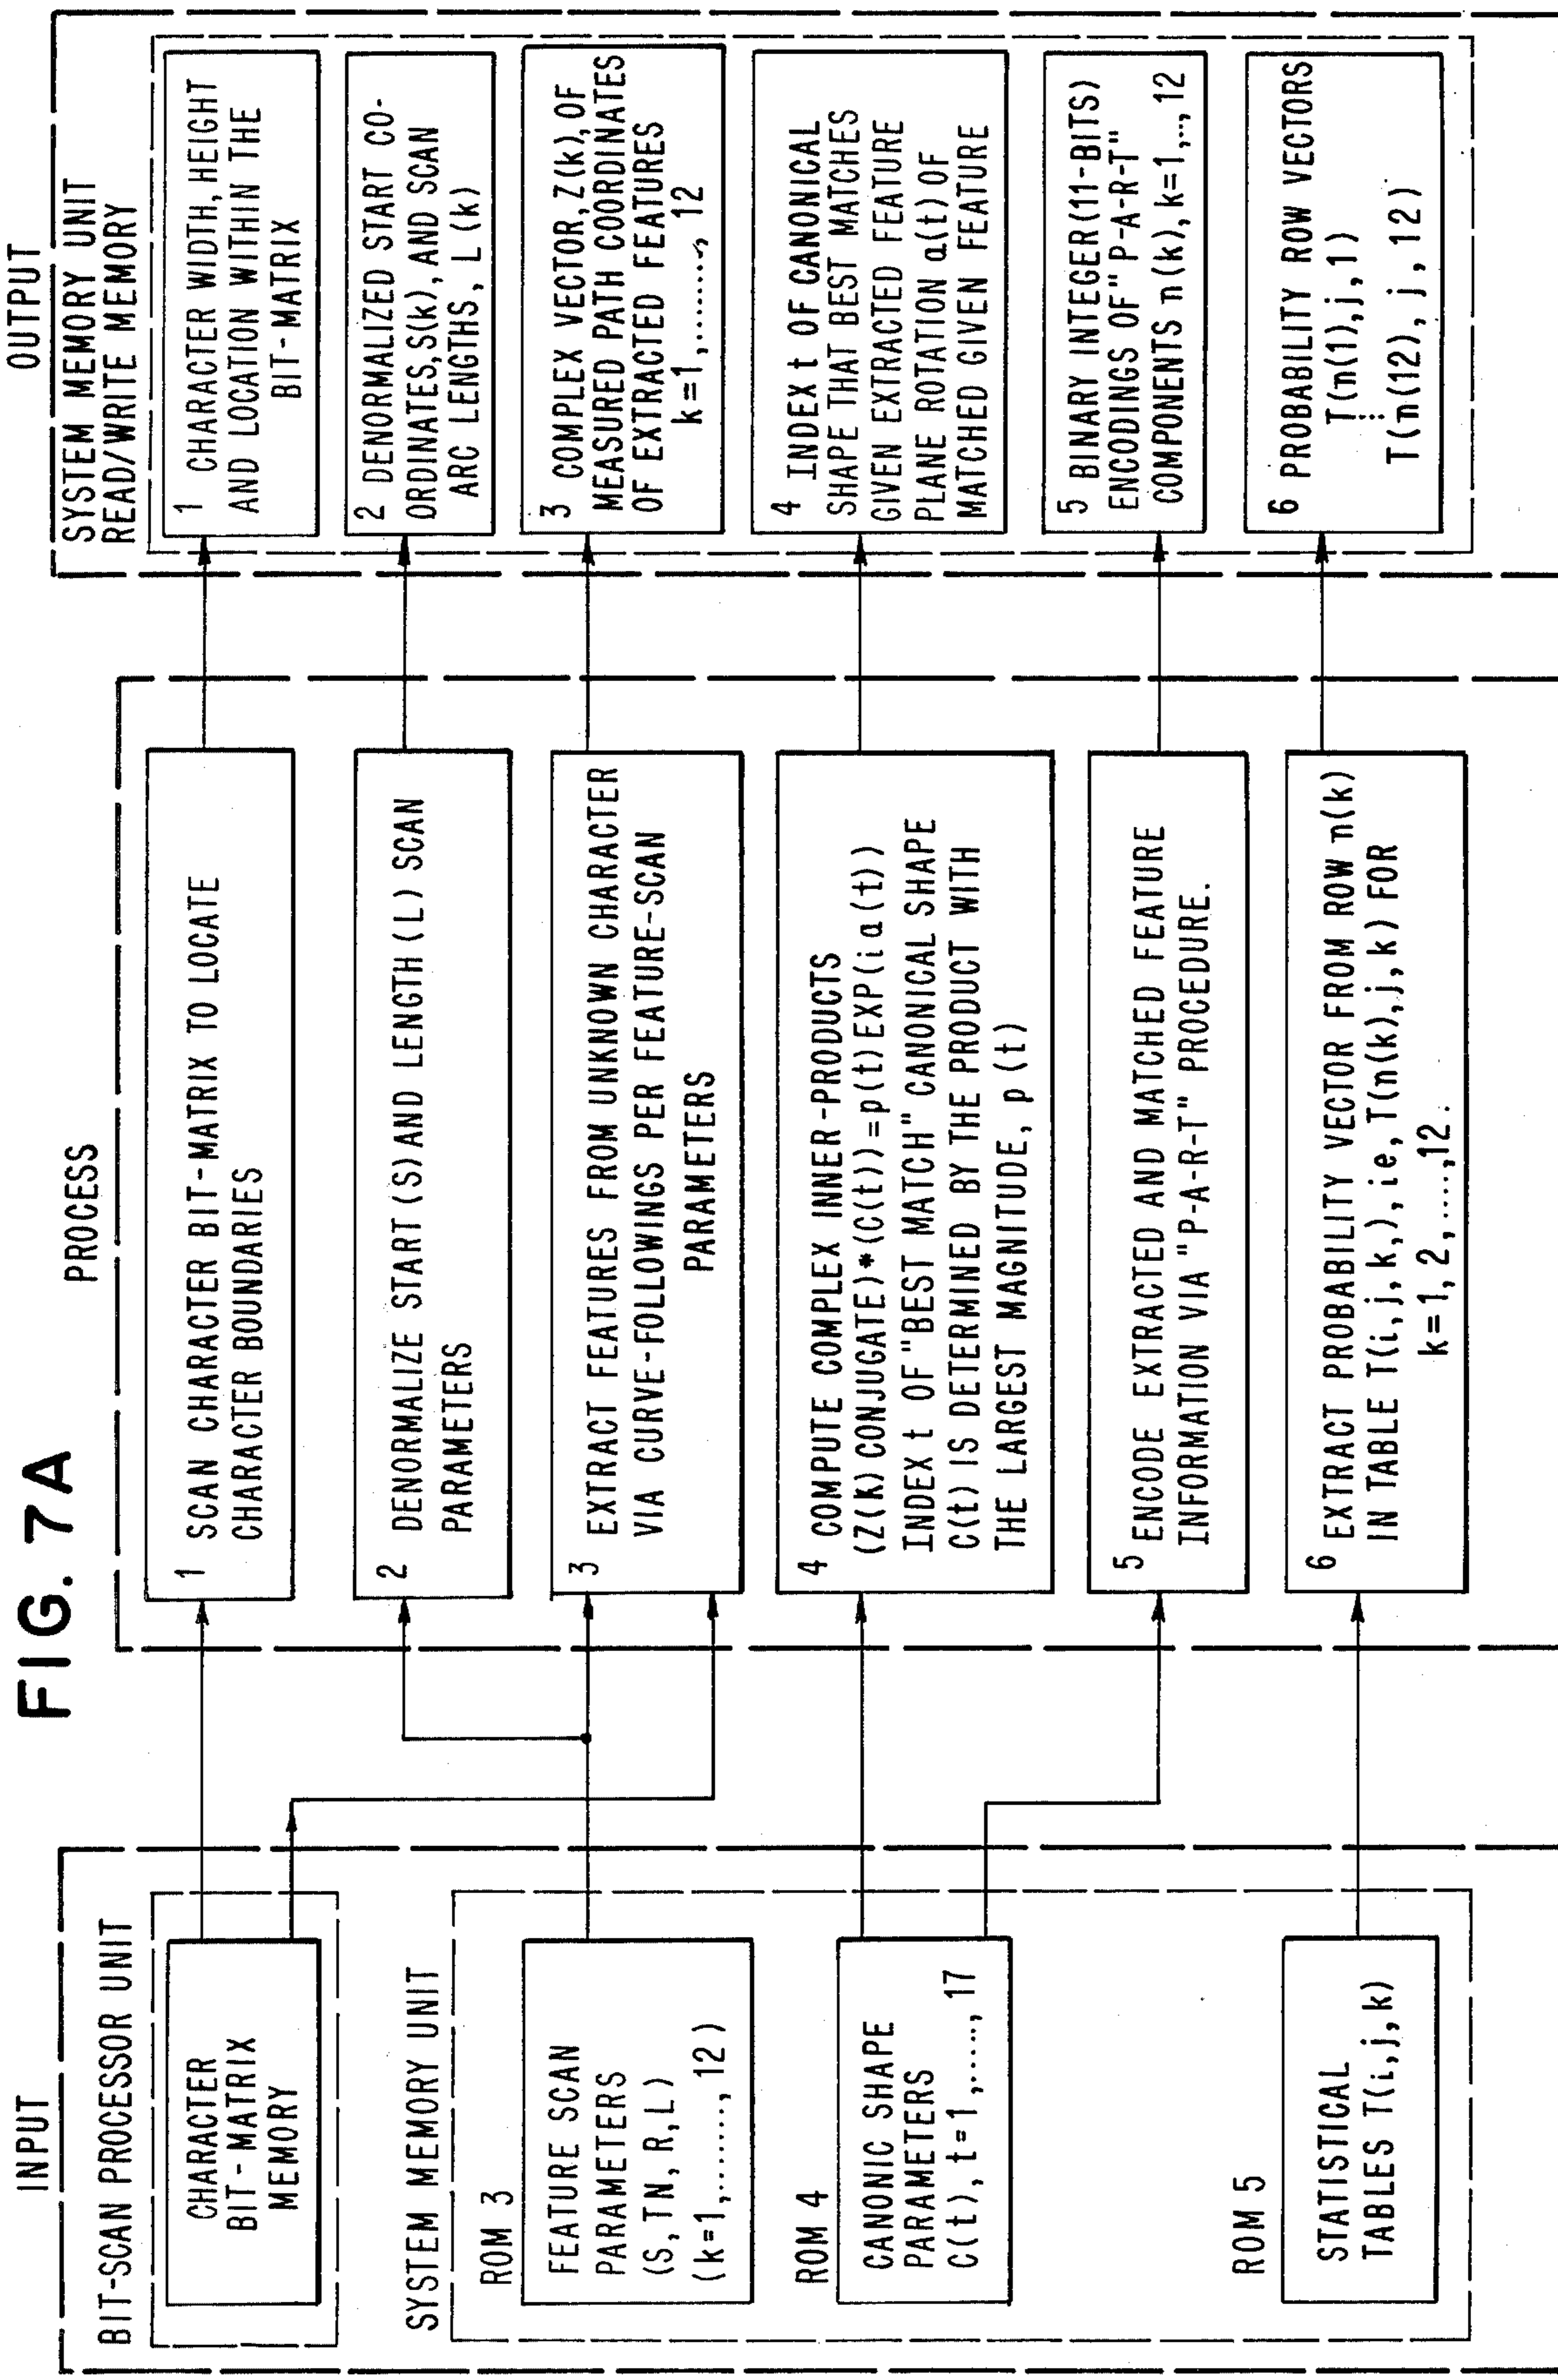 FIG. 7A
INPUT
BIT-SCAN PROCESSOR UNIT
CHARACTER
BIT-MATRIX
MEMORY
SYSTEM MEMORY UNIT
ROM 3
FEATURE SCAN
PARAMETERS
(S, TN, R, L)
(k=1,........, 12)
ROM 4
CANONIC SHAPE
PARAMETERS
C(t), t=1,....., 17
ROM 5
STATISTICAL
TABLES T(i,j,k)
PROCESS
1 SCAN CHARACTER BIT-MATRIX TO LOCATE
CHARACTER BOUNDARIES
2 DENORMALIZE START (S) AND LENGTH (L) SCAN
PARAMETERS
3 EXTRACT FEATURES FROM UNKNOWN CHARACTER
VIA CURVE-FOLLOWINGS PER FEATURE-SCAN
PARAMETERS
4 COMPUTE COMPLEX INNER-PRODUCTS
(Z(K) CONJUGATE)*(C(t))=p(t)EXP(ia(t))
INDEX t OF "BEST MATCH" CANONICAL SHAPE
C(t) IS DETERMINED BY THE PRODUCT WITH
THE LARGEST MAGNITUDE, p(t)
5 ENCODE EXTRACTED AND MATCHED FEATURE
INFORMATION VIA "P-A-R-T" PROCEDURE.
6 EXTRACT PROBABILITY VECTOR FROM ROW n(k)
IN TABLE T(i,j,k,), ie, T(n(k),j,k) FOR
k=1, 2,.....,12.
OUTPUT
SYSTEM MEMORY UNIT
READ/WRITE MEMORY
1 CHARACTER WIDTH, HEIGHT
AND LOCATION WITHIN THE
BIT-MATRIX
2 DENORMALIZED START CO-
ORDINATES,S(k), AND SCAN
ARC LENGTHS, L(k)
3 COMPLEX VECTOR, Z(k), OF
MEASURED PATH COORDINATES
OF EXTRACTED FEATURES
k=1,........, 12
4 INDEX t OF CANONICAL
SHAPE THAT BEST MATCHES
GIVEN EXTRACTED FEATURE
PLANE ROTATION a(t) OF
MATCHED GIVEN FEATURE
5 BINARY INTEGER (11-BITS)
ENCODINGS OF "P-A-R-T"
COMPONENTS n(k), k=1,..., 12
6 PROBABILITY ROW VECTORS
T(n(1),j,1)
⋮
T(n(12),j,12)